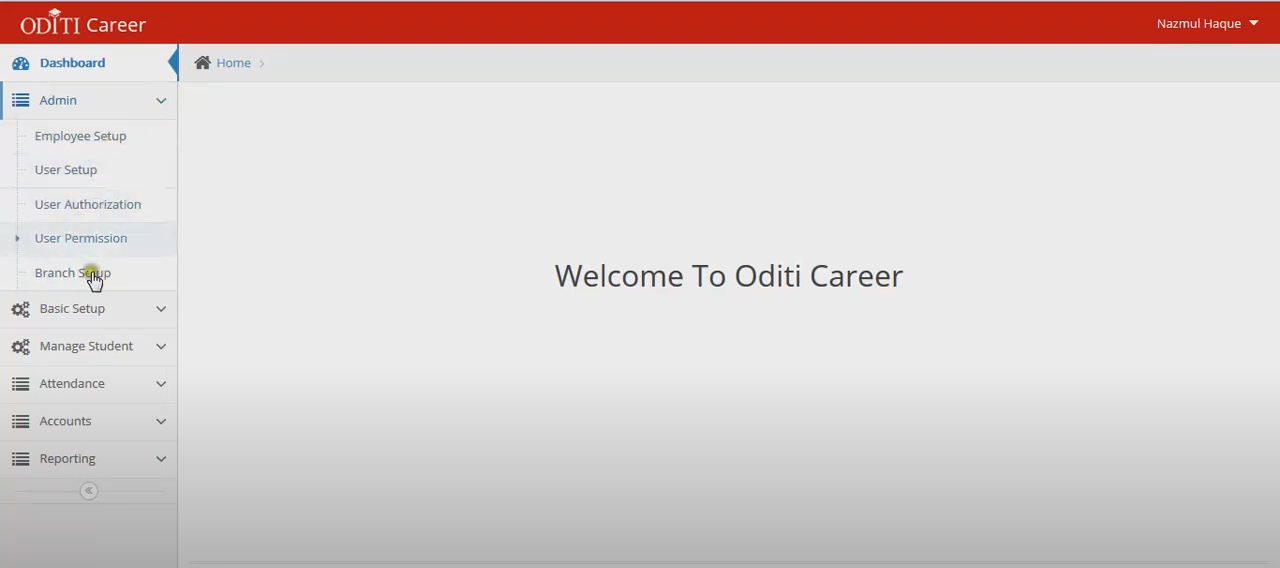 ODITI Career
Nazmul Haque
Dashboard
Home
Admin
Employee Setup
User Setup
User Authorization
User Permission
Branch Setup
Welcome To Oditi Career
Basic Setup
Manage Student
Attendance
Accounts
Reporting